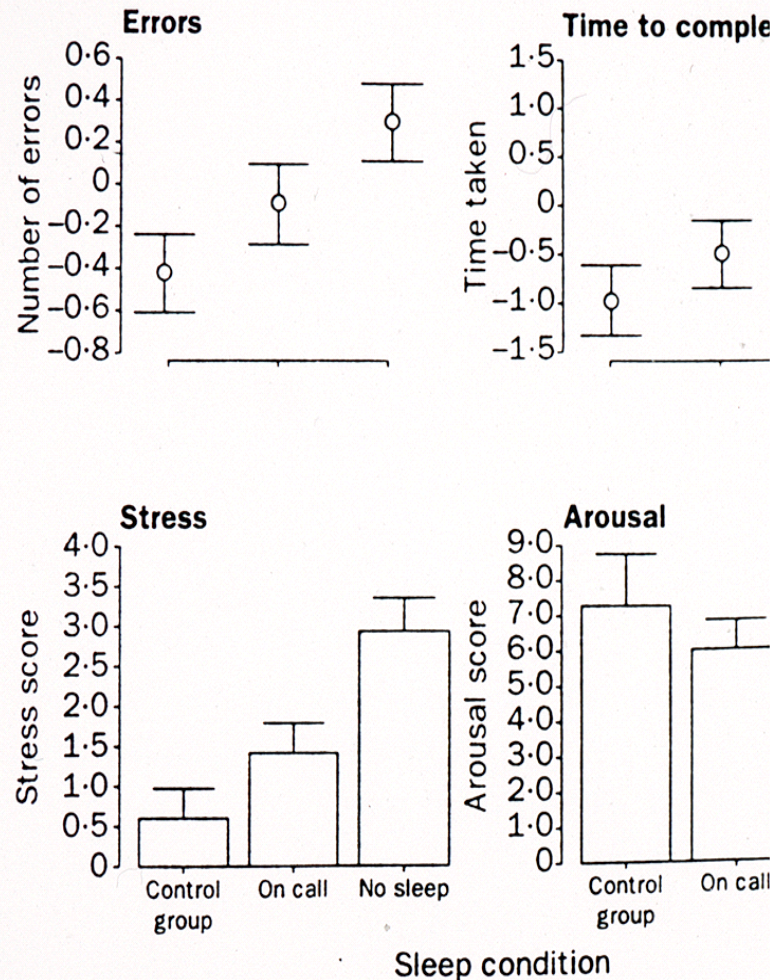 Errors
Number of errors
0·6
0·4
0·2
0
−0·2
−0·4
−0·6
−0·8
Time to comple
Time taken
1·5
1·0
0·5
0
−0·5
−1·0
−1·5
Stress
Stress score
4·0
3·5
3·0
2·5
2·0
1·5
1·0
0·5
0
Control group
On call
No sleep
Arousal
Arousal score
9·0
8·0
7·0
6·0
5·0
4·0
3·0
2·0
1·0
0
Control group
On call
Sleep condition